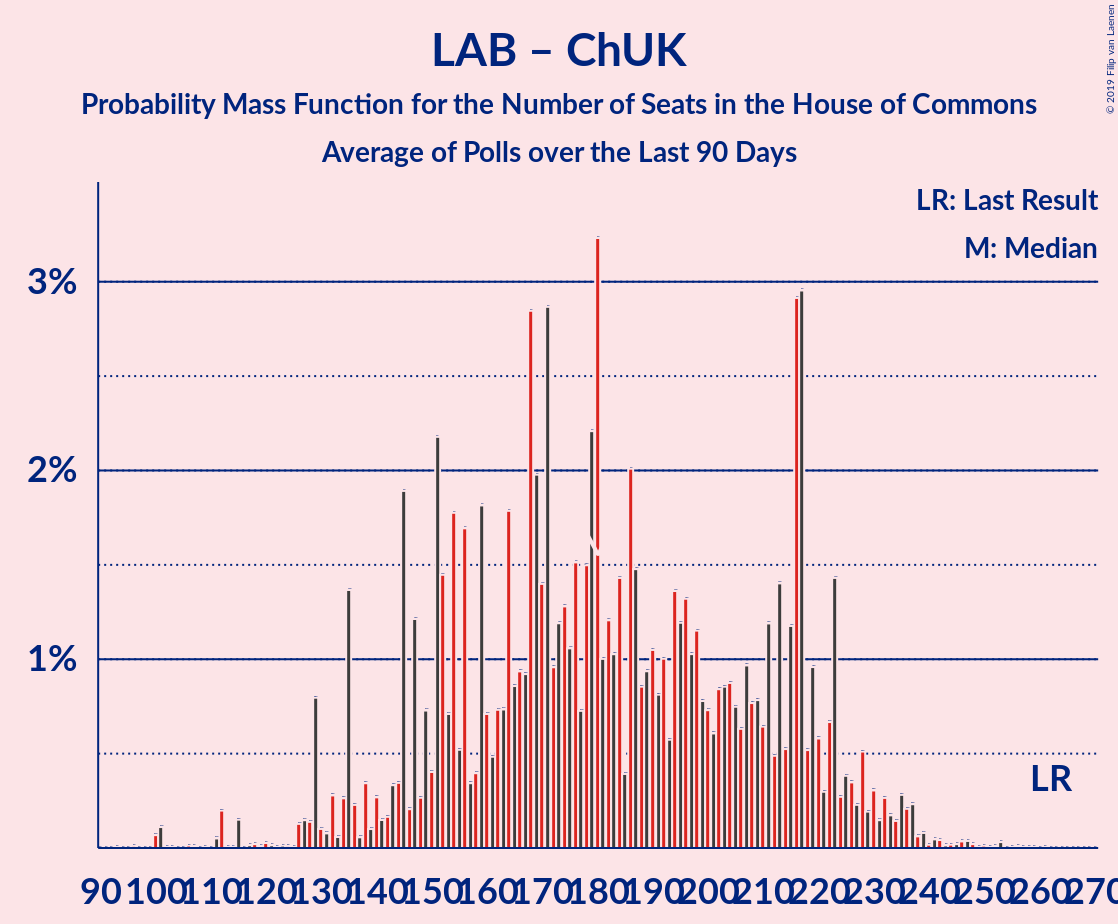 LAB – ChUK
Probability Mass Function for the Number of Seats in the House of Commons
Average of Polls over the Last 90 Days
© 2019 Filip van Laenen
LR: Last Result
M: Median
3%
2%
1%
LR
90 100 110 120 130 140 150 160 170 180 190 200 210 220 230 240 250 260 270